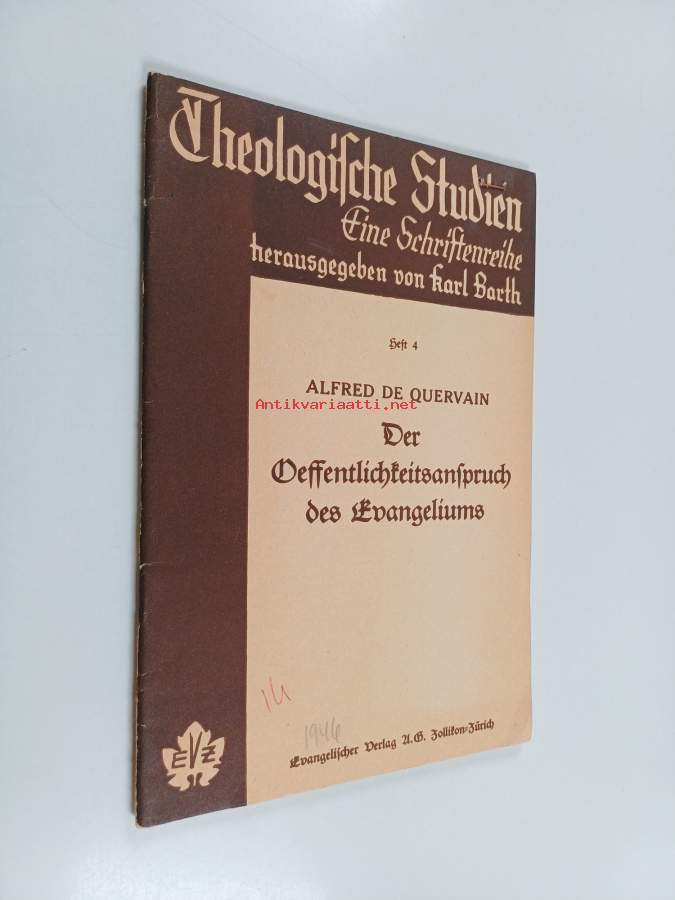 Theologische Studien
Eine Schriftenreihe
herausgegeben von Karl Barth
Heft 4
ALFRED DE QUERVAIN
Antikvariaatti.net
Der
Oeffentlichkeitsanspruch
des Evangeliums
14
1946
Evangelischer Verlag A.G. Zollikon-Zürich
EVZ